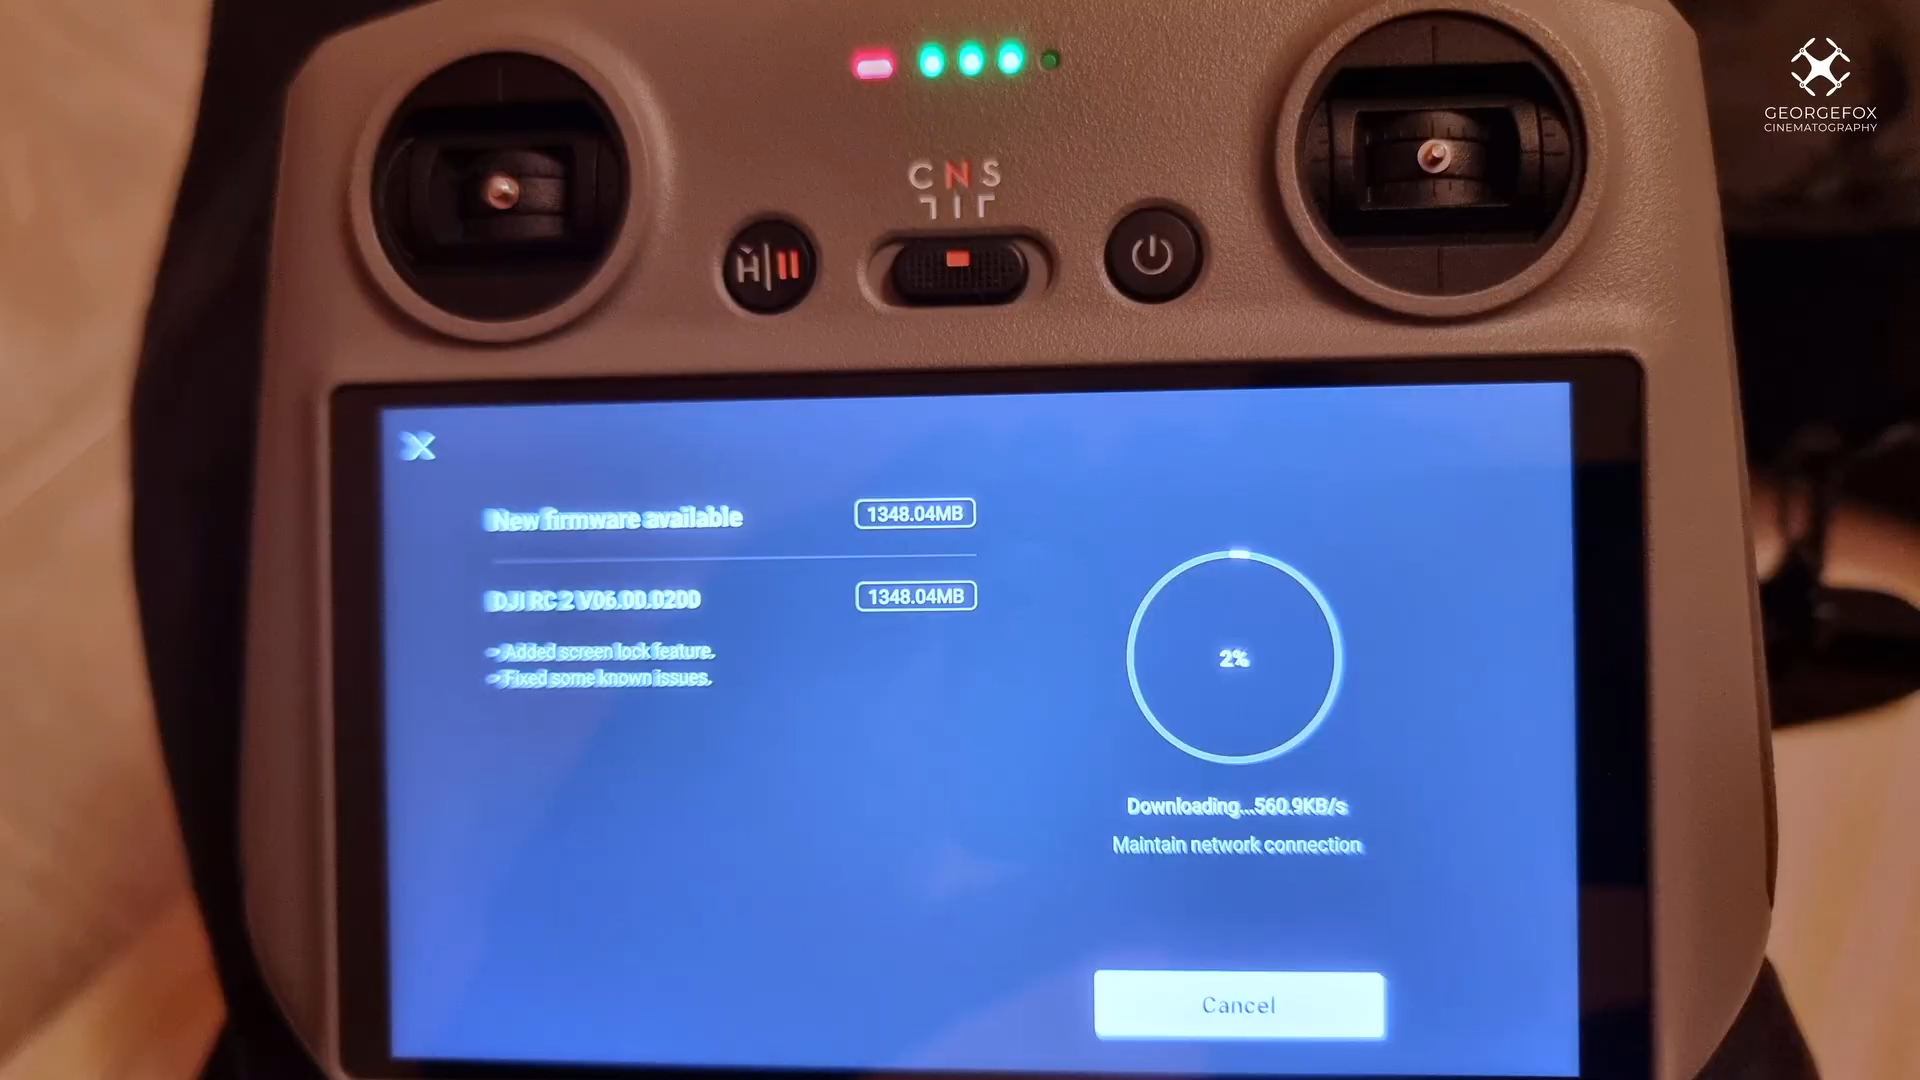 GEORGEFOX
CINEMATOGRAPHY
C N S
H
New firmware available 1348.04MB
DJI RC 2 V06.00.0200 1348.04MB
Added screen lock feature.
Fixed some known issues.
2%
Downloading...560.9KB/s
Maintain network connection
Cancel